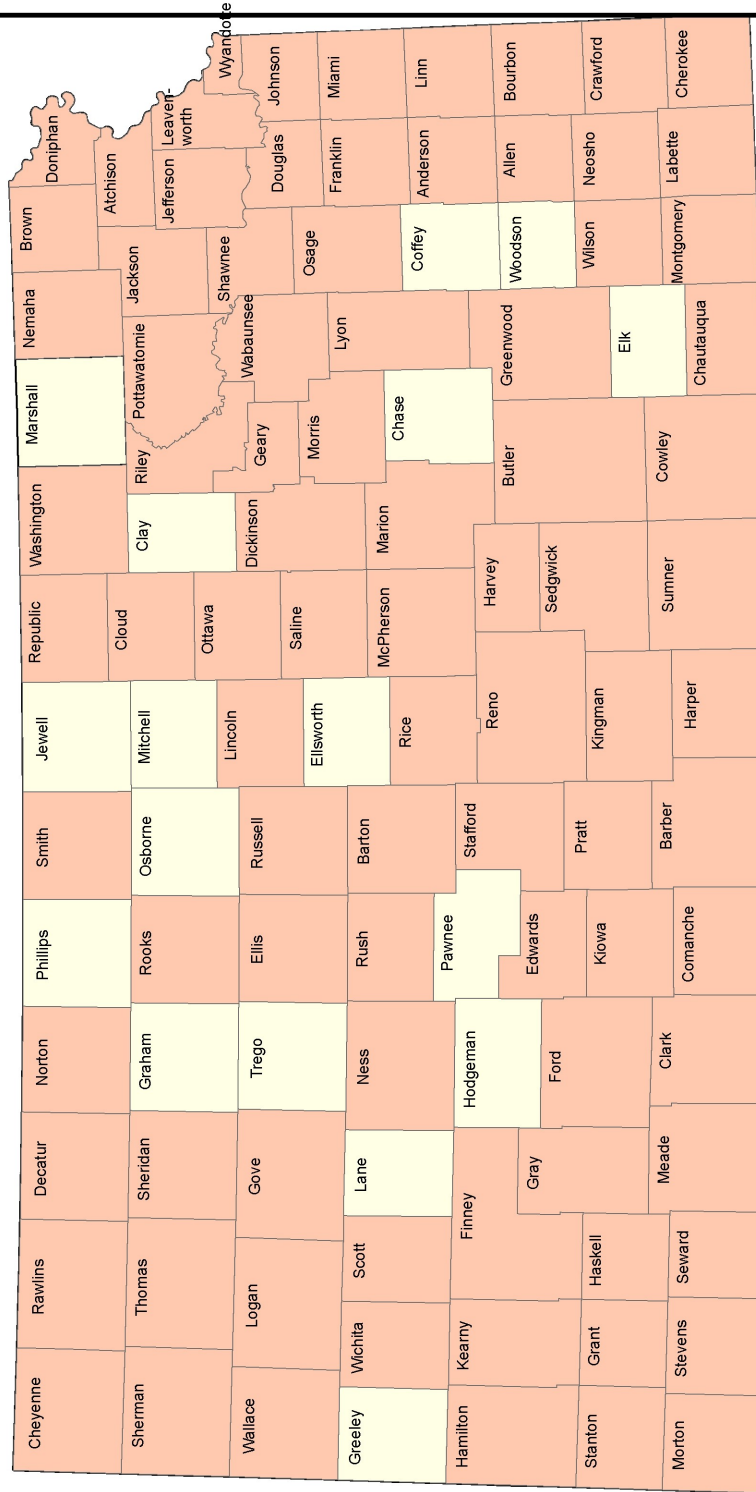 Cheyenne
Rawlins
Decatur
Norton
Phillips
Smith
Jewell
Republic
Washington
Marshall
Nemaha
Brown
Doniphan
Sherman
Thomas
Sheridan
Graham
Rooks
Osborne
Mitchell
Cloud
Clay
Riley
Pottawatomie
Jackson
Atchison
Jefferson
Leaven-
worth
Wyandotte
Wallace
Logan
Gove
Trego
Ellis
Russell
Lincoln
Ottawa
Dickinson
Geary
Wabaunsee
Shawnee
Douglas
Johnson
Greeley
Wichita
Scott
Lane
Ness
Rush
Barton
Ellsworth
Saline
Morris
Lyon
Osage
Franklin
Miami
Hamilton
Kearny
Finney
Hodgeman
Pawnee
Stafford
Rice
McPherson
Marion
Chase
Coffey
Anderson
Linn
Stanton
Grant
Haskell
Gray
Ford
Edwards
Kiowa
Pratt
Reno
Kingman
Harvey
Sedgwick
Butler
Greenwood
Woodson
Allen
Bourbon
Elk
Wilson
Neosho
Crawford
Morton
Stevens
Seward
Meade
Clark
Comanche
Barber
Harper
Sumner
Cowley
Chautauqua
Montgomery
Labette
Cherokee